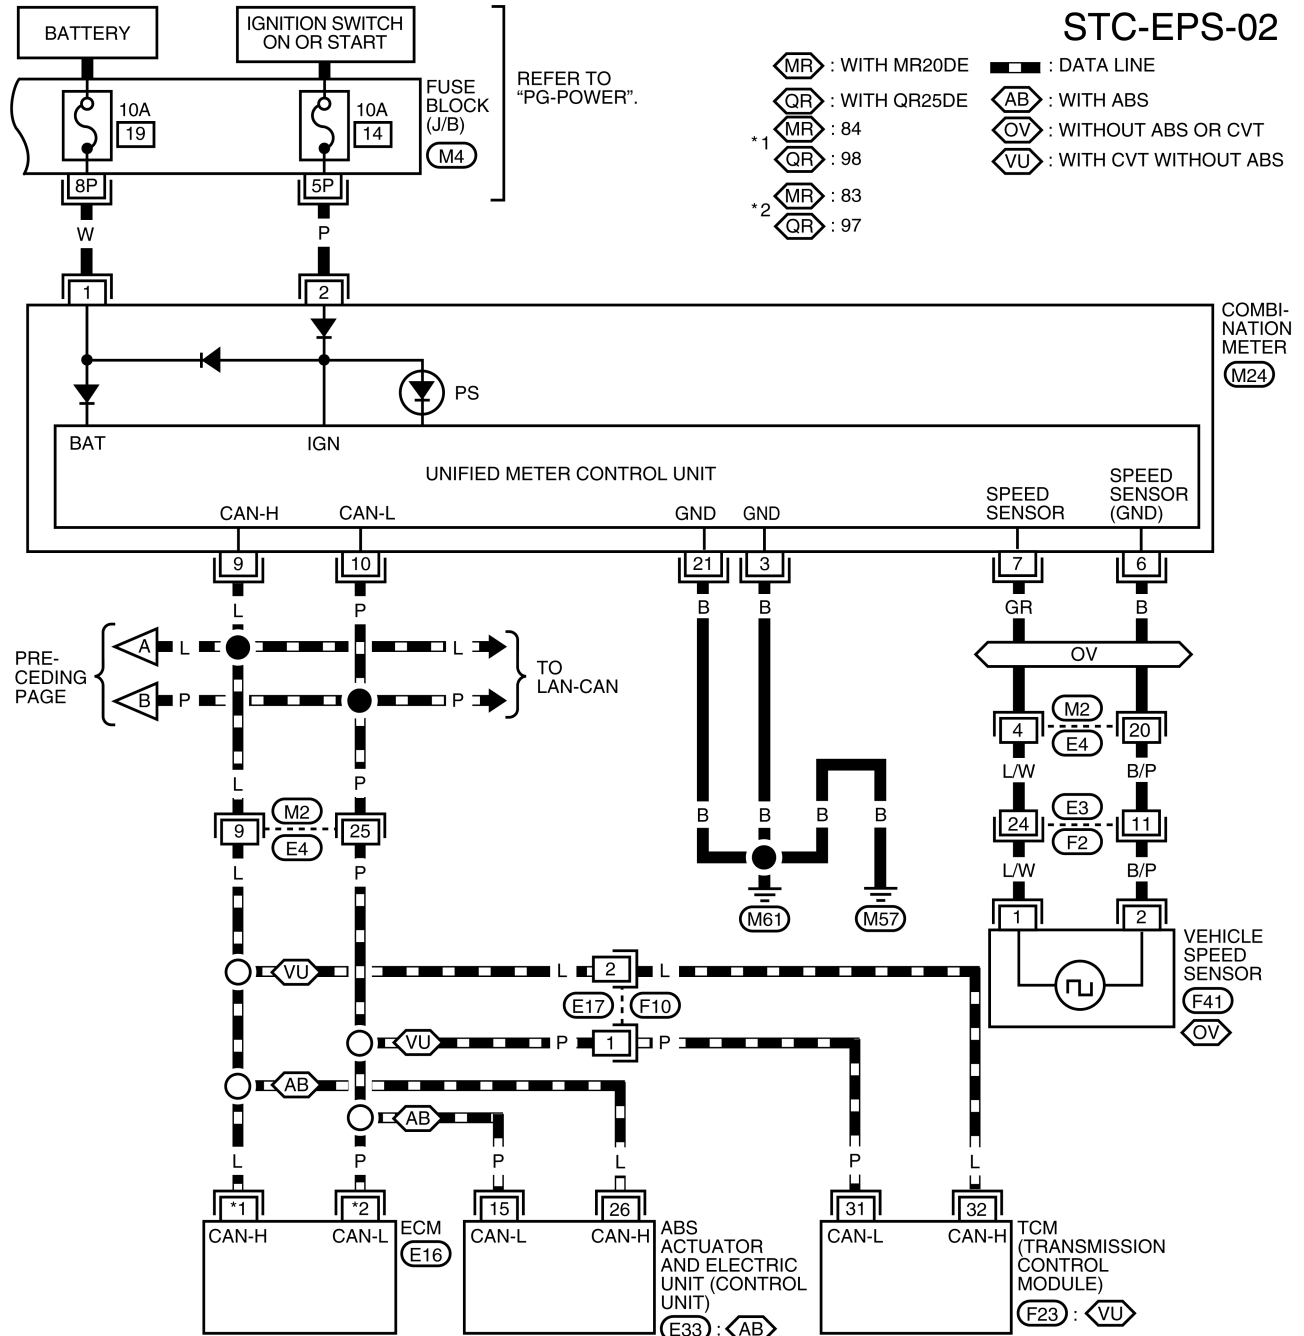 STC-EPS-02
BATTERY
IGNITION SWITCH
ON OR START
10A
19
10A
14
FUSE
BLOCK
(J/B)
M4
REFER TO
“PG-POWER”.
MR : WITH MR20DE
QR : WITH QR25DE
*1
MR : 84
QR : 98
*2
MR : 83
QR : 97
: DATA LINE
AB : WITH ABS
OV : WITHOUT ABS OR CVT
VU : WITH CVT WITHOUT ABS
8P
5P
W
P
1
2
COMBI-
NATION
METER
M24
PS
BAT
IGN
UNIFIED METER CONTROL UNIT
CAN-H
CAN-L
GND
GND
SPEED
SENSOR
SPEED
SENSOR
(GND)
9
10
21
3
7
6
L
P
B
B
GR
B
PRE-
CEDING
PAGE
A
L
L
B
P
P
TO
LAN-CAN
OV
4
M2
E4
20
L/W
B/P
L
P
9
M2
E4
25
L
P
B
B
B
B
24
E3
F2
11
L/W
B/P
M61
M57
1
2
VEHICLE
SPEED
SENSOR
F41
OV
VU
L
2
L
E17
F10
VU
P
1
P
AB
AB
L
P
P
L
P
L
*1
*2
15
26
31
32
CAN-H
CAN-L
ECM
E16
CAN-L
CAN-H
ABS
ACTUATOR
AND ELECTRIC
UNIT (CONTROL
UNIT)
E33 : AB
CAN-L
CAN-H
TCM
(TRANSMISSION
CONTROL
MODULE)
F23 : VU